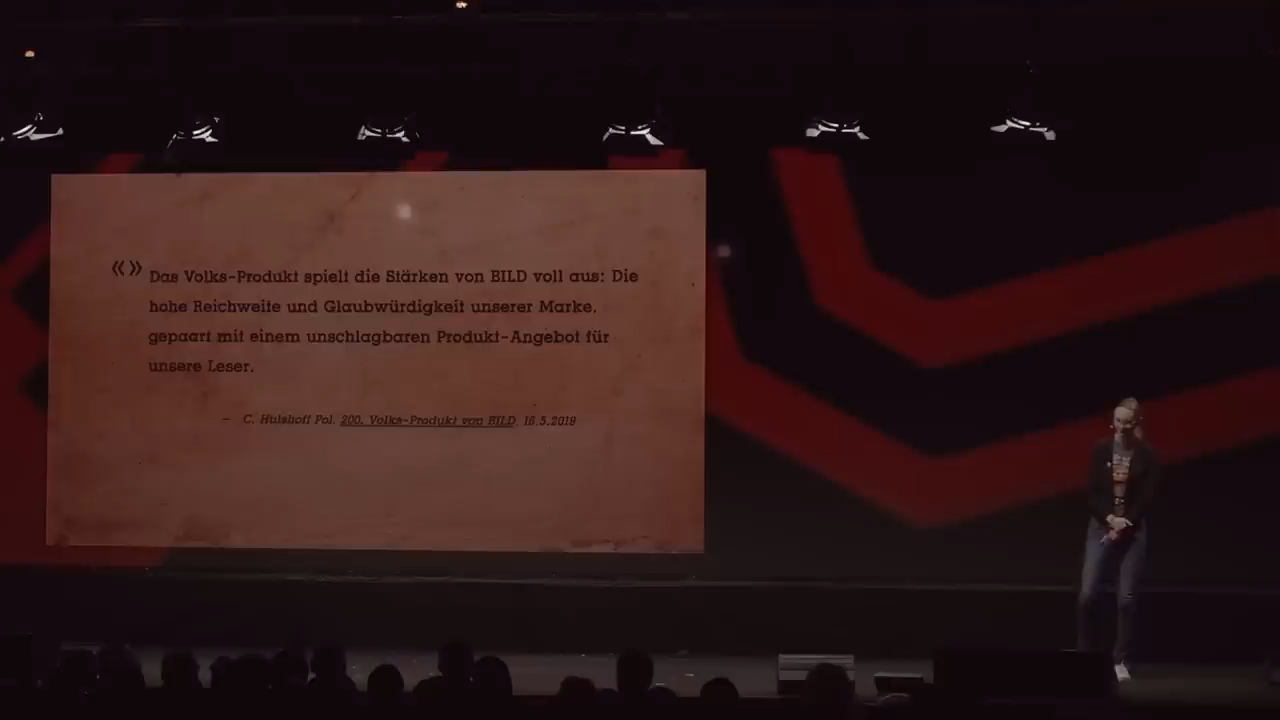 «» Das Volks-Produkt spielt die Stärken von BILD voll aus: Die
hohe Reichweite und Glaubwürdigkeit unserer Marke,
gepaart mit einem unschlagbaren Produkt-Angebot für
unsere Leser.
– C. Hulshoff Pol, 200. Volks-Produkt von BILD, 16.5.2019